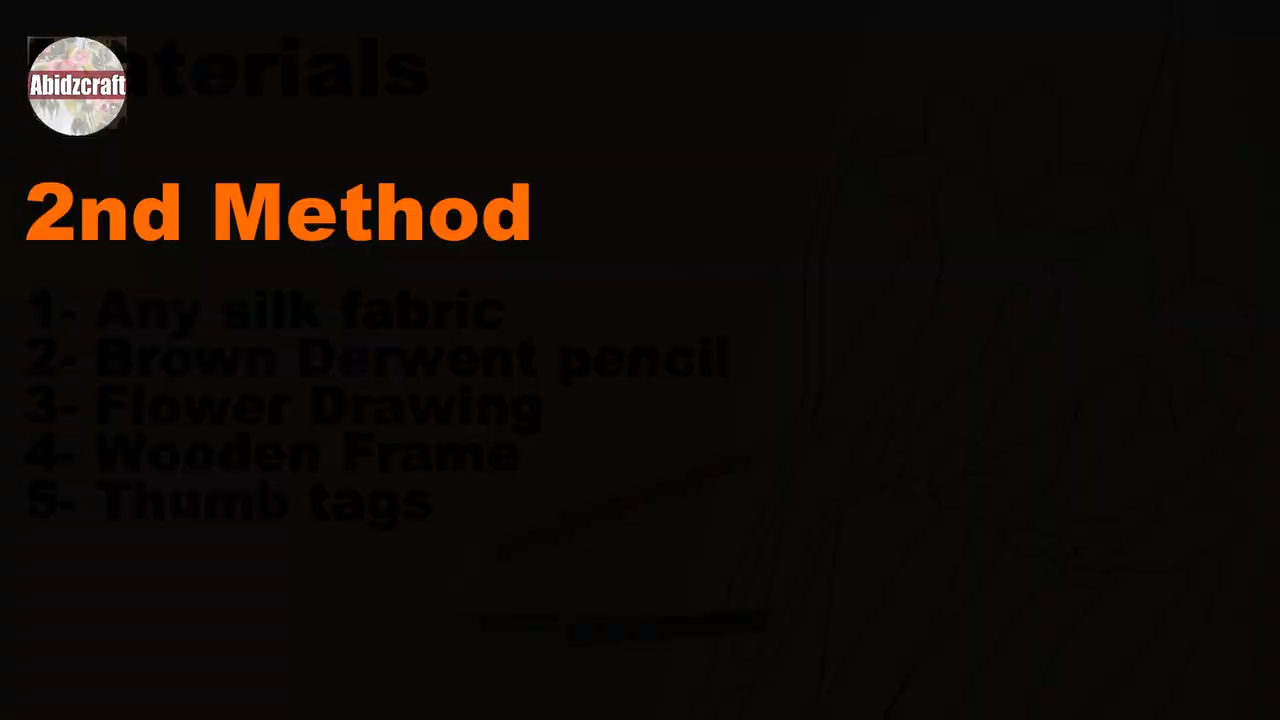 Materials
Abidzcraft
2nd Method
1- Any silk fabric
2- Brown Derwent pencil
3- Flower Drawing
4- Wooden Frame
5- Thumb tags